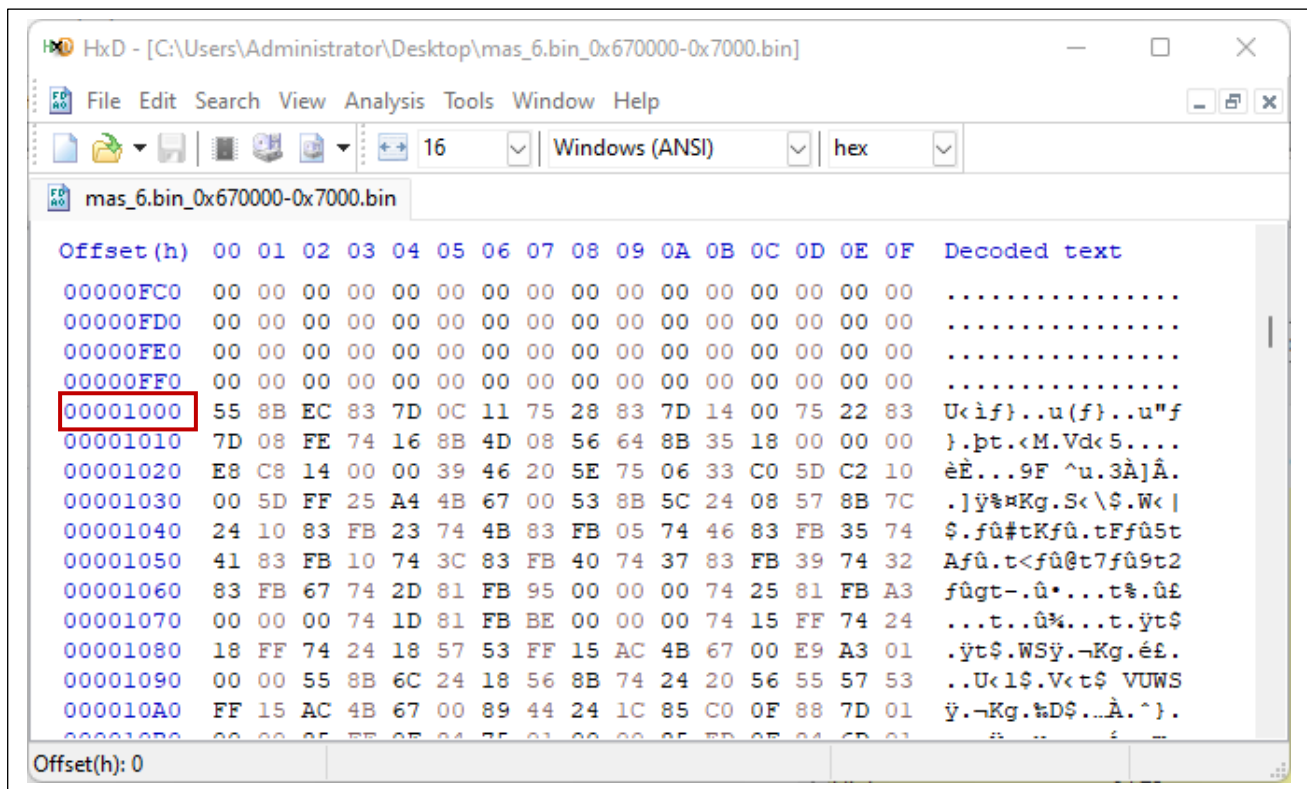 HxD - [C:\Users\Administrator\Desktop\mas_6.bin_0x670000-0x7000.bin]
File Edit Search View Analysis Tools Window Help
16 Windows (ANSI) hex
mas_6.bin_0x670000-0x7000.bin
Offset(h) 00 01 02 03 04 05 06 07 08 09 0A 0B 0C 0D 0E 0F Decoded text
00000FC0 00 00 00 00 00 00 00 00 00 00 00 00 00 00 00 00 ................
00000FD0 00 00 00 00 00 00 00 00 00 00 00 00 00 00 00 00 ................
00000FE0 00 00 00 00 00 00 00 00 00 00 00 00 00 00 00 00 ................
00000FF0 00 00 00 00 00 00 00 00 00 00 00 00 00 00 00 00 ................
00001000 55 8B EC 83 7D 0C 11 75 28 83 7D 14 00 75 22 83 U‹ìƒ}..u(ƒ}..u"ƒ
00001010 7D 08 FE 74 16 8B 4D 08 56 64 8B 35 18 00 00 00 }.þt.‹M.Vd‹5....
00001020 E8 C8 14 00 00 39 46 20 5E 75 06 33 C0 5D C2 10 èÈ...9F ^u.3À]Â.
00001030 00 5D FF 25 A4 4B 67 00 53 8B 5C 24 08 57 8B 7C .]ÿ%¤Kg.S‹\$.W‹|
00001040 24 10 83 FB 23 74 4B 83 FB 05 74 46 83 FB 35 74 $.ƒû#tKƒû.tFƒû5t
00001050 41 83 FB 10 74 3C 83 FB 40 74 37 83 FB 39 74 32 Aƒû.t<ƒû@t7ƒû9t2
00001060 83 FB 67 74 2D 81 FB 95 00 00 00 74 25 81 FB A3 ƒûgt-.û•...t%.û£
00001070 00 00 00 74 1D 81 FB BE 00 00 00 74 15 FF 74 24 ...t..û¾...t.ÿt$
00001080 18 FF 74 24 18 57 53 FF 15 AC 4B 67 00 E9 A3 01 .ÿt$.WSÿ.¬Kg.é£.
00001090 00 00 55 8B 6C 24 18 56 8B 74 24 20 56 55 57 53 ..U‹l$.V‹t$ VUWS
000010A0 FF 15 AC 4B 67 00 89 44 24 1C 85 C0 0F 88 7D 01 ÿ.¬Kg.‰D$.…À.ˆ}.
Offset(h): 0